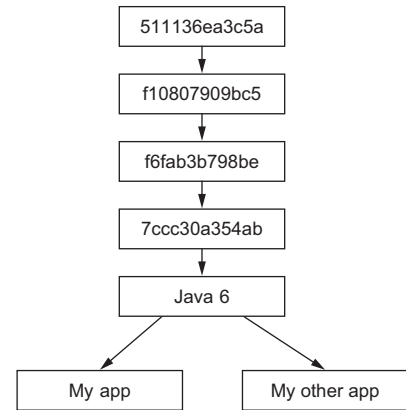 511136ea3c5a
f10807909bc5
f6fab3b798be
7ccc30a354ab
Java 6
My app
My other app